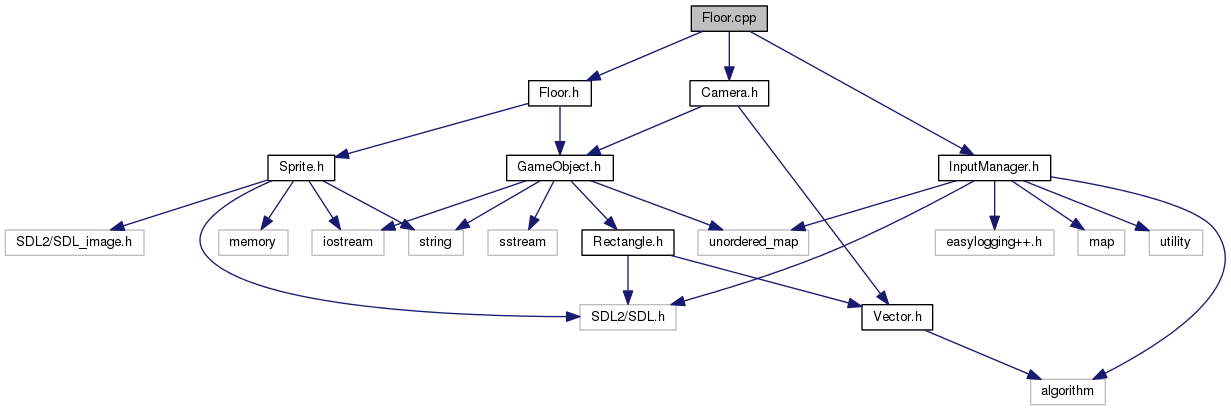 Floor.cpp
Floor.h
Camera.h
Sprite.h
GameObject.h
InputManager.h
SDL2/SDL_image.h
memory
iostream
string
sstream
Rectangle.h
unordered_map
easylogging++.h
map
utility
SDL2/SDL.h
Vector.h
algorithm